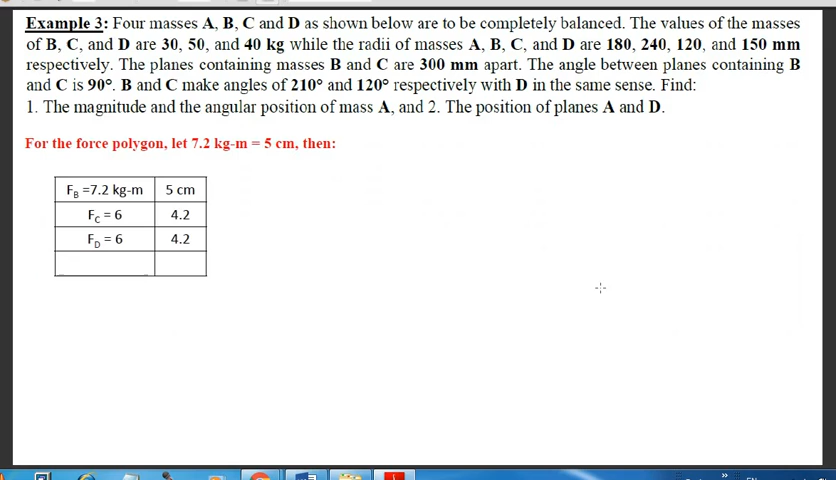 Example 3: Four masses A, B, C and D as shown below are to be completely balanced. The values of the masses
of B, C, and D are 30, 50, and 40 kg while the radii of masses A, B, C, and D are 180, 240, 120, and 150 mm
respectively. The planes containing masses B and C are 300 mm apart. The angle between planes containing B
and C is 90°. B and C make angles of 210° and 120° respectively with D in the same sense. Find:
1. The magnitude and the angular position of mass A, and 2. The position of planes A and D.
For the force polygon, let 7.2 kg-m = 5 cm, then:
FB =7.2 kg-m 5 cm
FC = 6 4.2
FD = 6 4.2